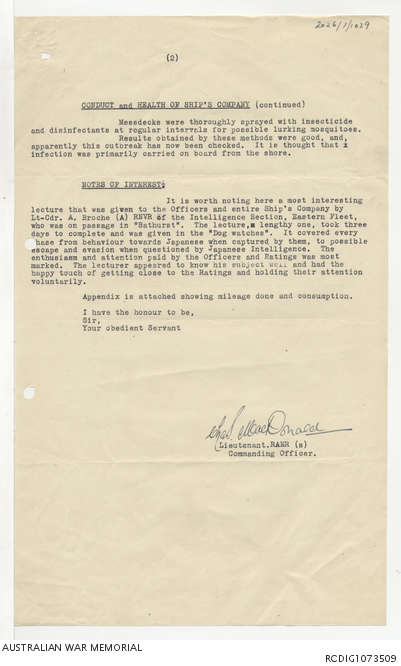 2026/7/1029
(2)
CONDUCT and HEALTH OF SHIP'S COMPANY (continued)
Messdecks were thoroughly sprayed with insecticide
and disinfectants at regular intervals for possible lurking mosquitoes.
Results obtained by these methods were good, and,
apparently this outbreak has now been checked. It is thought that x
infection was primarily carried on board from the shore.
NOTES OF INTEREST:
It is worth noting here a most interesting
lecture that was given to the Officers and entire Ship's Company by
Lt-Cdr. A. Broche (A) RNVR of the Intelligence Section, Eastern Fleet,
who was on passage in "Bathurst". The lecture, a lengthy one, took three
days to complete and was given in the "Dog watches". It covered every
phase from behaviour towards Japanese when captured by them, to possible
escape and evasion when questioned by Japanese Intelligence. The
enthusiasm and attention paid by the Officers and Ratings was most
marked. The lecturer appeared to know his subject well and had the
happy touch of getting close to the Ratings and holding their attention
voluntarily.
Appendix is attached showing mileage done and consumption.
I have the honour to be,
Sir,
Your obedient Servant
MacDonald
Lieutenant.RANR (s)
Commanding Officer.
AUSTRALIAN WAR MEMORIAL
RCDIG1073509